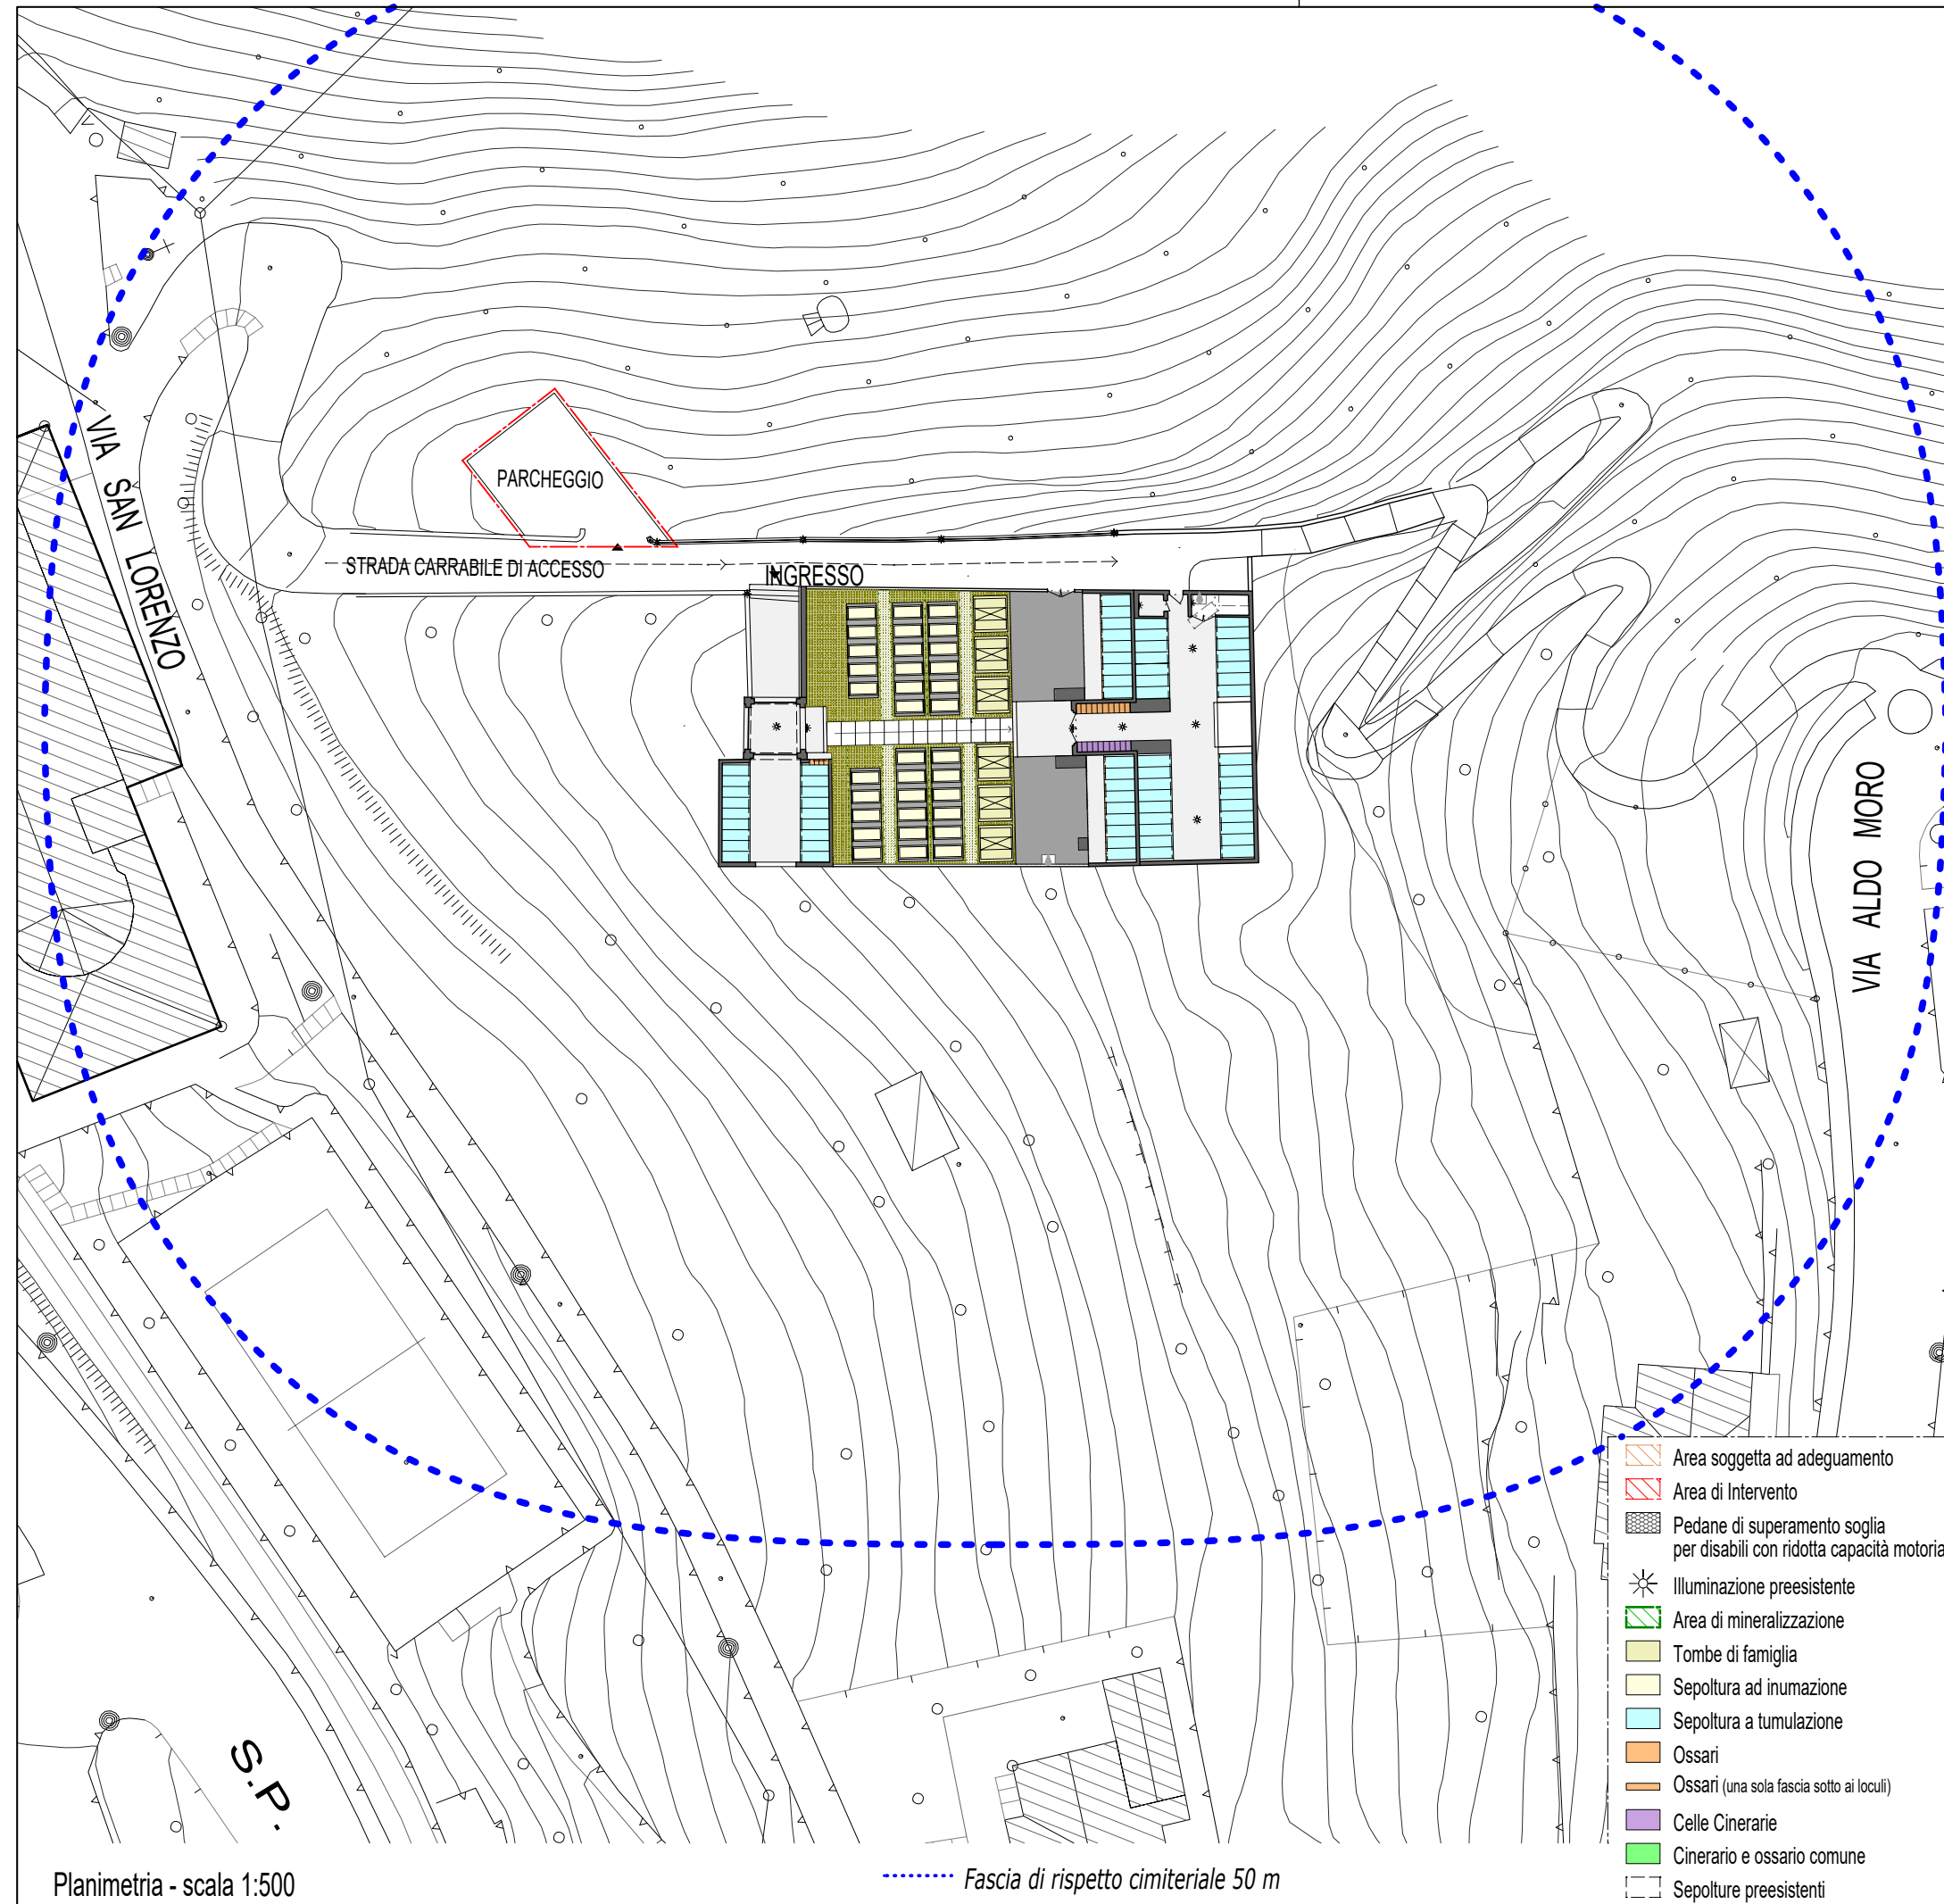 PARCHEGGIO
STRADA CARRABILE DI ACCESSO
INGRESSO
VIA SAN LORENZO
VIA ALDO MORO
S.P.
Area soggetta ad adeguamento
Area di Intervento
Pedane di superamento soglia
per disabili con ridotta capacità motoria
Illuminazione preesistente
Area di mineralizzazione
Tombe di famiglia
Sepoltura ad inumazione
Sepoltura a tumulazione
Ossari
Ossari (una sola fascia sotto ai loculi)
Celle Cinerarie
Cinerario e ossario comune
Sepolture preesistenti
Planimetria - scala 1:500
Fascia di rispetto cimiteriale 50 m